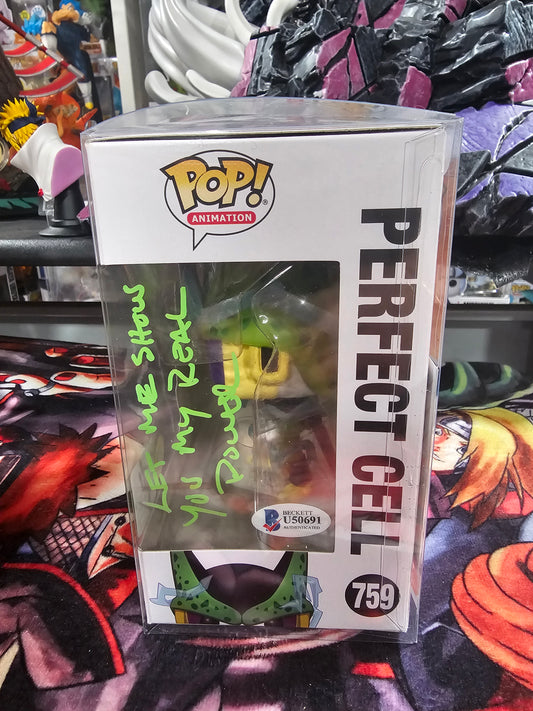 POP!
®
ANIMATION
PERFECT CELL
759
LET ME SHOW
YOU MY REAL
POWER
BECKETT
U50691
AUTHENTICATED